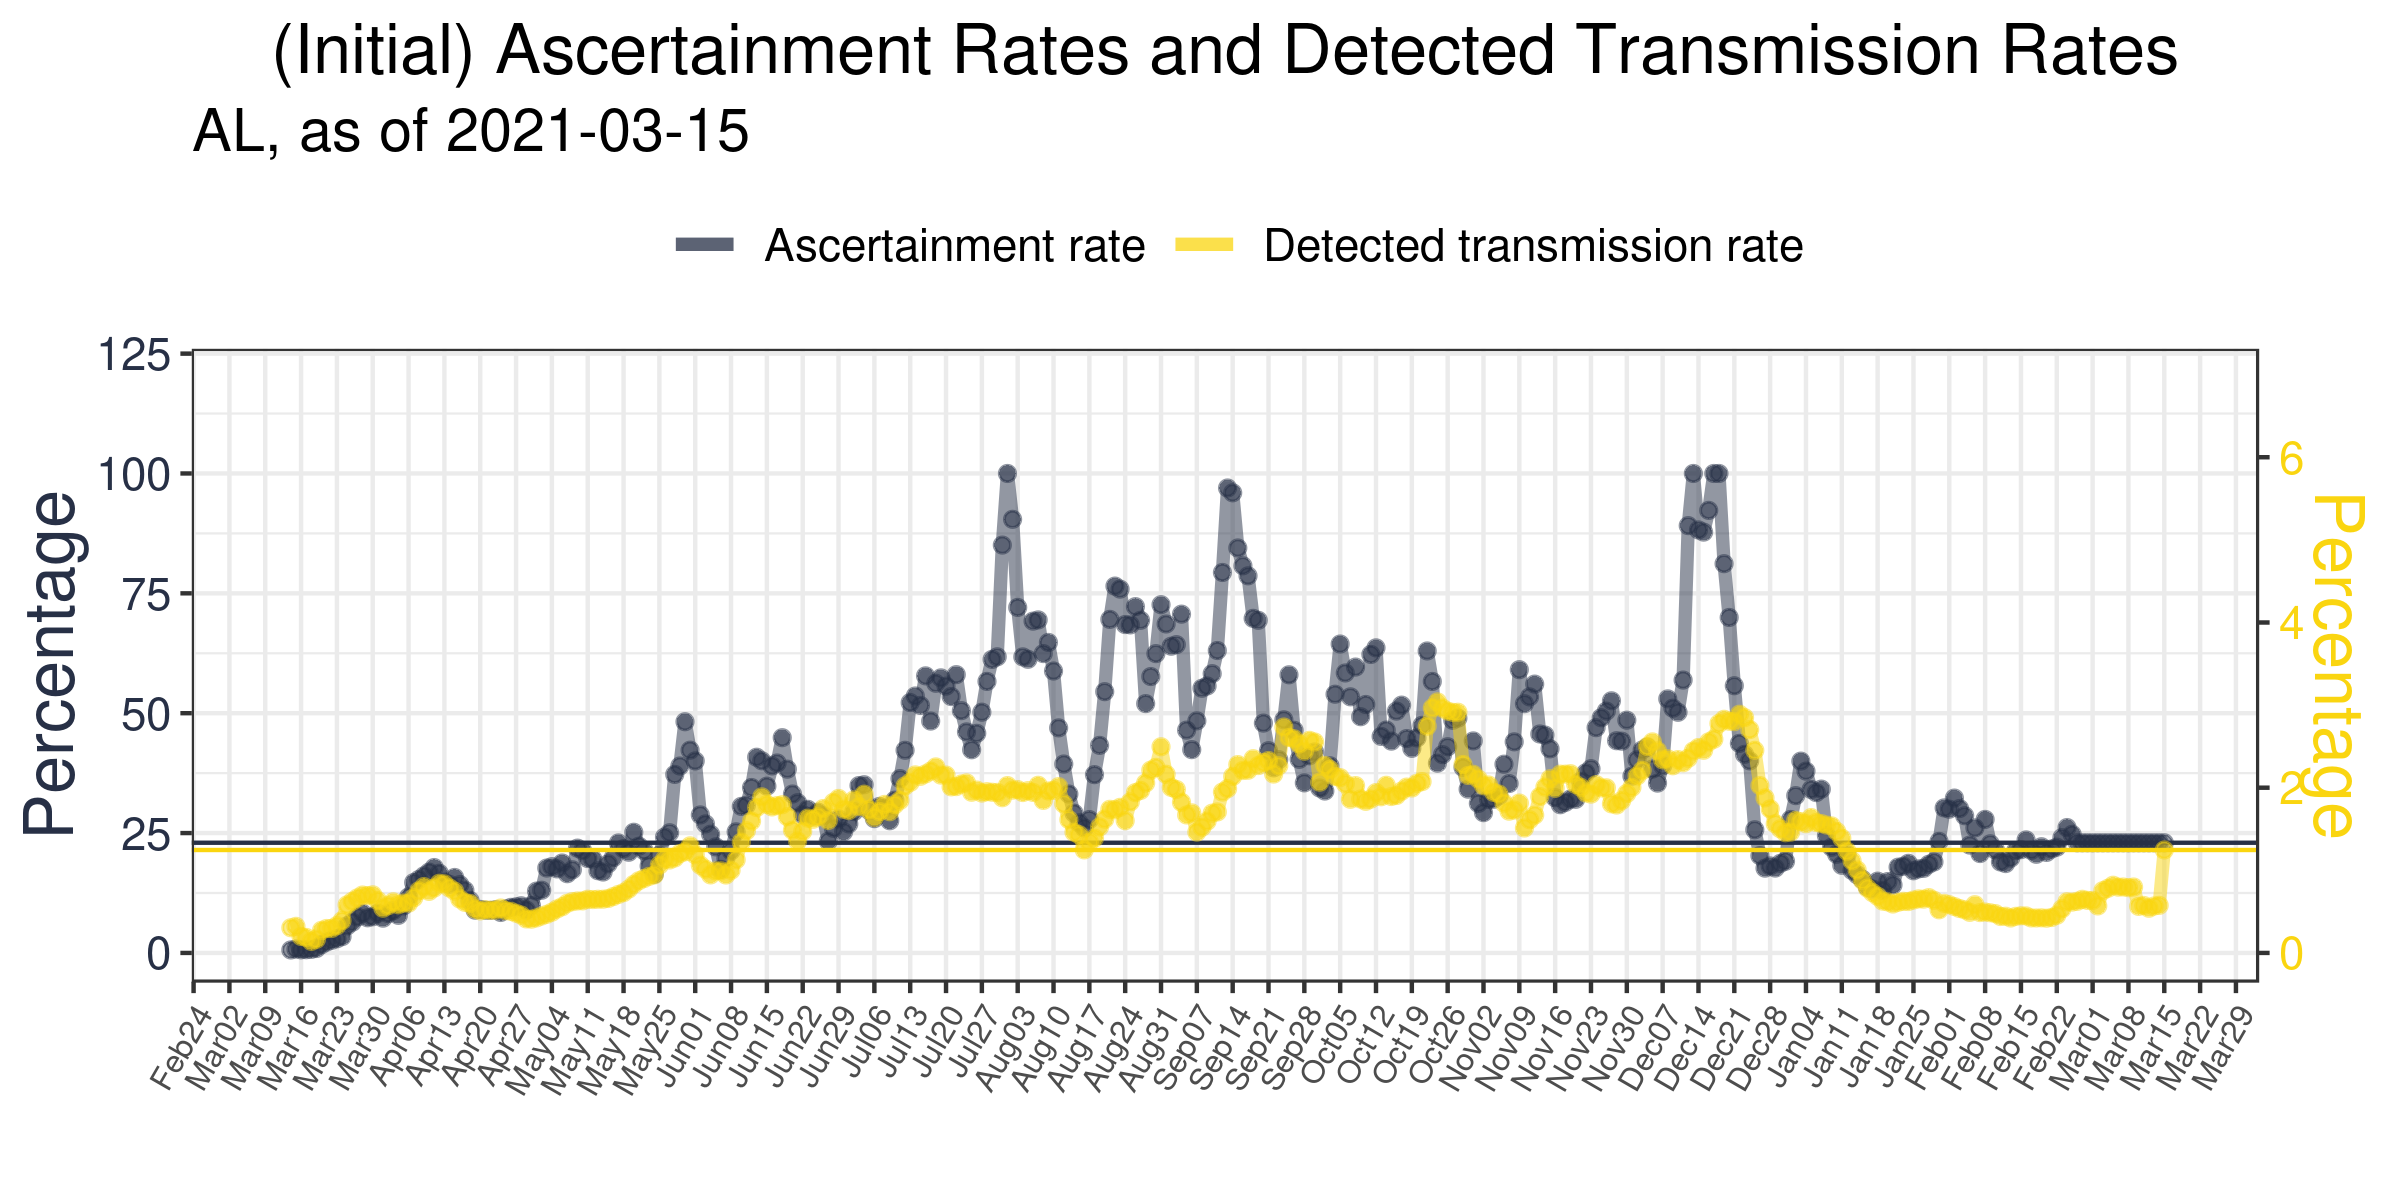 (Initial) Ascertainment Rates and Detected Transmission Rates
AL, as of 2021-03-15
Ascertainment rate
Detected transmission rate
Percentage
125
100
75
50
25
0
6
4
2
0
Percentage
Feb24
Mar02
Mar09
Mar16
Mar23
Mar30
Apr06
Apr13
Apr20
Apr27
May04
May11
May18
May25
Jun01
Jun08
Jun15
Jun22
Jun29
Jul06
Jul13
Jul20
Jul27
Aug03
Aug10
Aug17
Aug24
Aug31
Sep07
Sep14
Sep21
Sep28
Oct05
Oct12
Oct19
Oct26
Nov02
Nov09
Nov16
Nov23
Nov30
Dec07
Dec14
Dec21
Dec28
Jan04
Jan11
Jan18
Jan25
Feb01
Feb08
Feb15
Feb22
Mar01
Mar08
Mar15
Mar22
Mar29